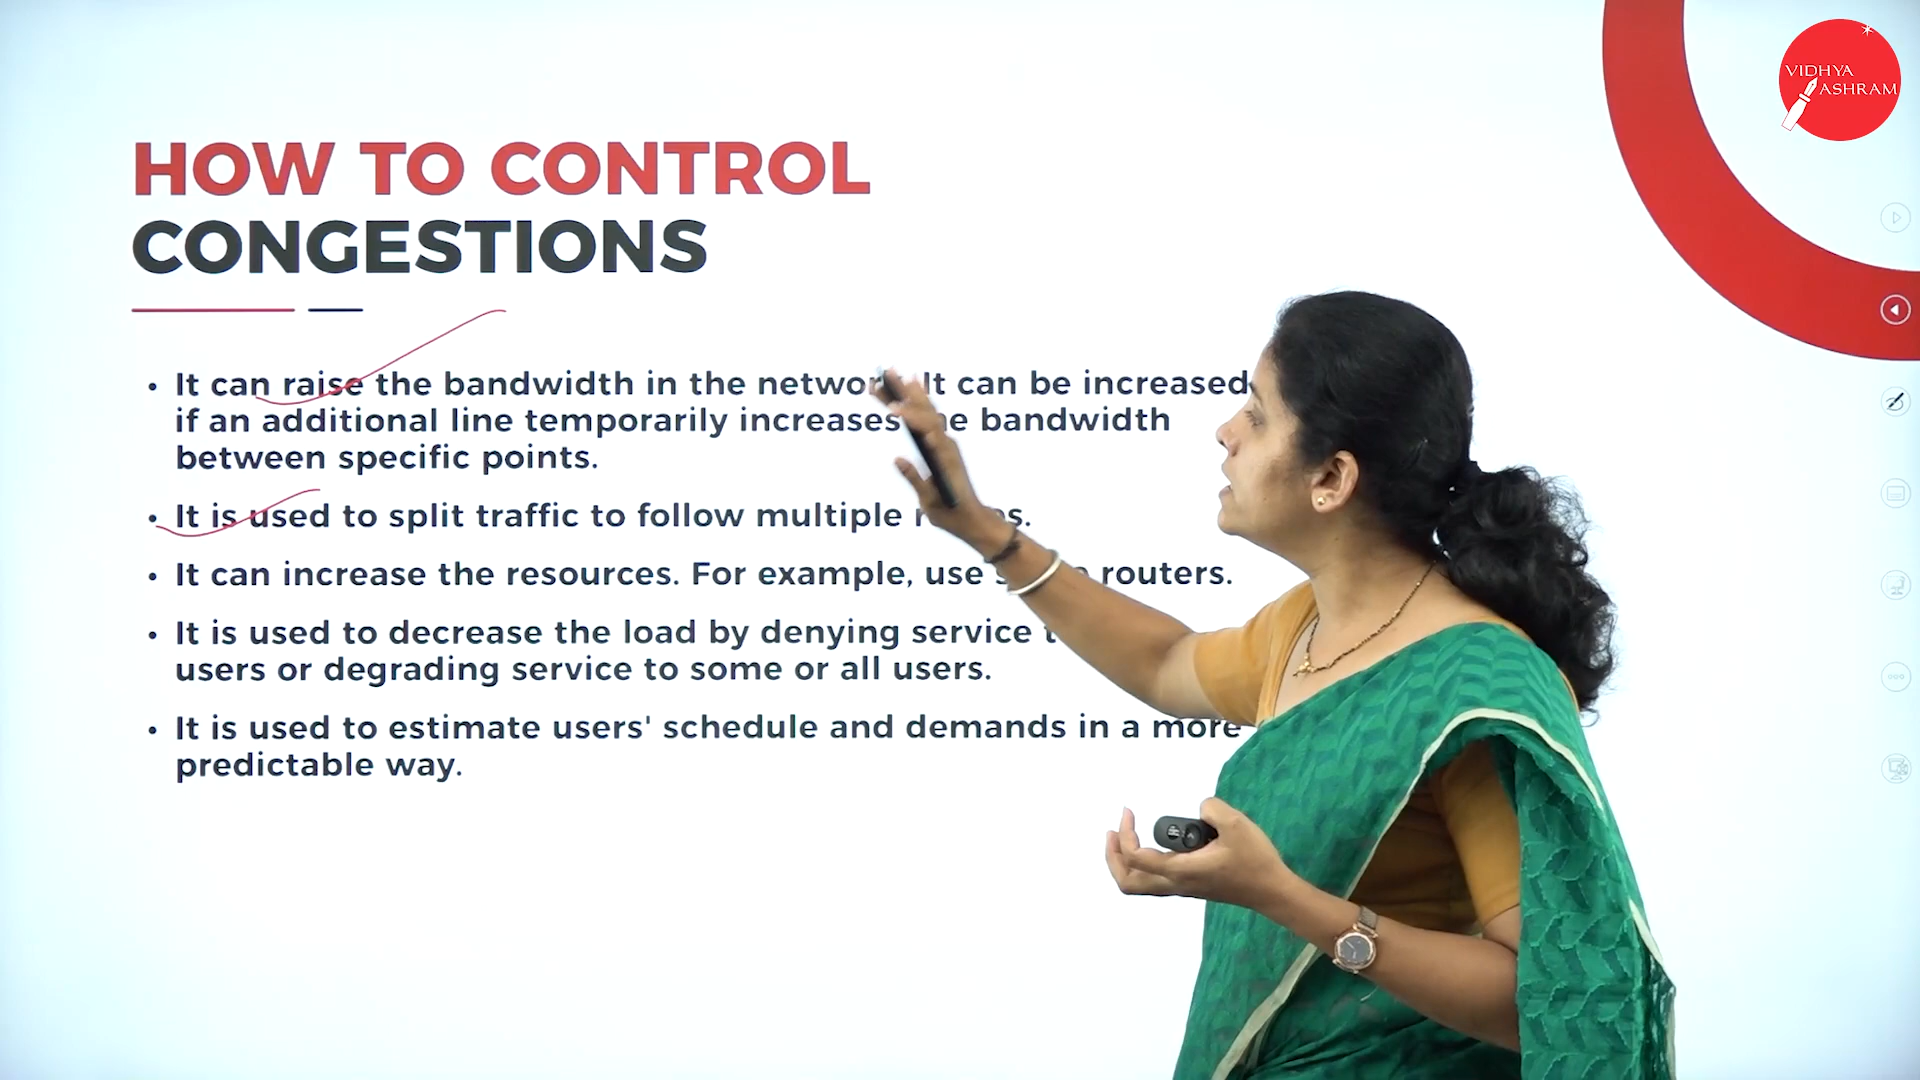 VIDHYA
ASHRAM
HOW TO CONTROL
CONGESTIONS
• It can raise the bandwidth in the It can be increased
if an additional line temporarily increases bandwidth
between specific points.
• It is used to split traffic to follow multiple
• It can increase the resources. For example, use routers.
• It is used to decrease the load by denying service
users or degrading service to some or all users.
• It is used to estimate users' schedule and demands in a more
predictable way.